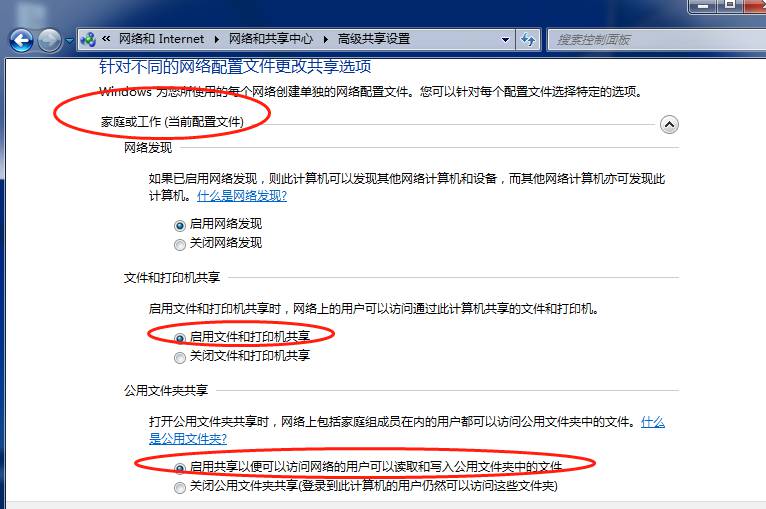 « 网络和 Internet ▸ 网络和共享中心 ▸ 高级共享设置
搜索控制面板
针对不同的网络配置文件更改共享选项
Windows 为您所使用的每个网络创建单独的网络配置文件。您可以针对每个配置文件选择特定的选项。
家庭或工作 (当前配置文件)
网络发现
如果已启用网络发现，则此计算机可以发现其他网络计算机和设备，而其他网络计算机亦可发现此
计算机。什么是网络发现?
启用网络发现
关闭网络发现
文件和打印机共享
启用文件和打印机共享时，网络上的用户可以访问通过此计算机共享的文件和打印机。
启用文件和打印机共享
关闭文件和打印机共享
公用文件夹共享
打开公用文件夹共享时，网络上包括家庭组成员在内的用户都可以访问公用文件夹中的文件。什么
是公用文件夹?
启用共享以便可以访问网络的用户可以读取和写入公用文件夹中的文件
关闭公用文件夹共享(登录到此计算机的用户仍然可以访问这些文件夹)